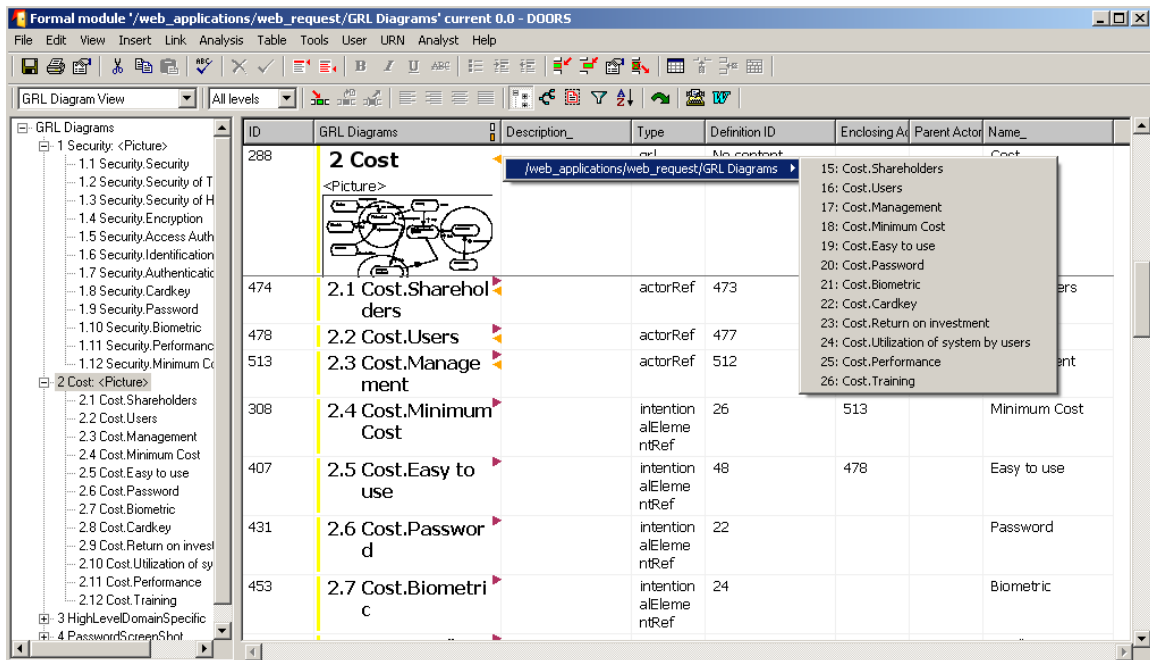 Formal module '/web_applications/web_request/GRL Diagrams' current 0.0 - DOORS
File Edit View Insert Link Analysis Table Tools User URN Analyst Help
GRL Diagram View All levels
GRL Diagrams
1 Security: <Picture>
1.1 Security.Security
1.2 Security.Security of T
1.3 Security.Security of H
1.4 Security.Encryption
1.5 Security.Access Auth
1.6 Security.Identification
1.7 Security.Authenticatic
1.8 Security.Cardkey
1.9 Security.Password
1.10 Security.Biometric
1.11 Security.Performanc
1.12 Security.Minimum Co
2 Cost: <Picture>
2.1 Cost.Shareholders
2.2 Cost.Users
2.3 Cost.Management
2.4 Cost.Minimum Cost
2.5 Cost.Easy to use
2.6 Cost.Password
2.7 Cost.Biometric
2.8 Cost.Cardkey
2.9 Cost.Return on invest
2.10 Cost.Utilization of sy
2.11 Cost.Performance
2.12 Cost.Training
3 HighLevelDomainSpecific
4 PasswordScreenShot
ID GRL Diagrams Description_ Type Definition ID Enclosing Ac Parent Actor Name_
288 2 Cost grl No content Cost
<Picture>
474 2.1 Cost.Sharehol actorRef 473 ers
ders
478 2.2 Cost.Users actorRef 477
513 2.3 Cost.Manage actorRef 512 ent
ment
308 2.4 Cost.Minimum intention 26 513 Minimum Cost
Cost alEleme
ntRef
407 2.5 Cost.Easy to intention 48 478 Easy to use
use alEleme
ntRef
431 2.6 Cost.Passwor intention 22 Password
d alEleme
ntRef
453 2.7 Cost.Biometri intention 24 Biometric
c alEleme
ntRef
/web_applications/web_request/GRL Diagrams
15: Cost.Shareholders
16: Cost.Users
17: Cost.Management
18: Cost.Minimum Cost
19: Cost.Easy to use
20: Cost.Password
21: Cost.Biometric
22: Cost.Cardkey
23: Cost.Return on investment
24: Cost.Utilization of system by users
25: Cost.Performance
26: Cost.Training